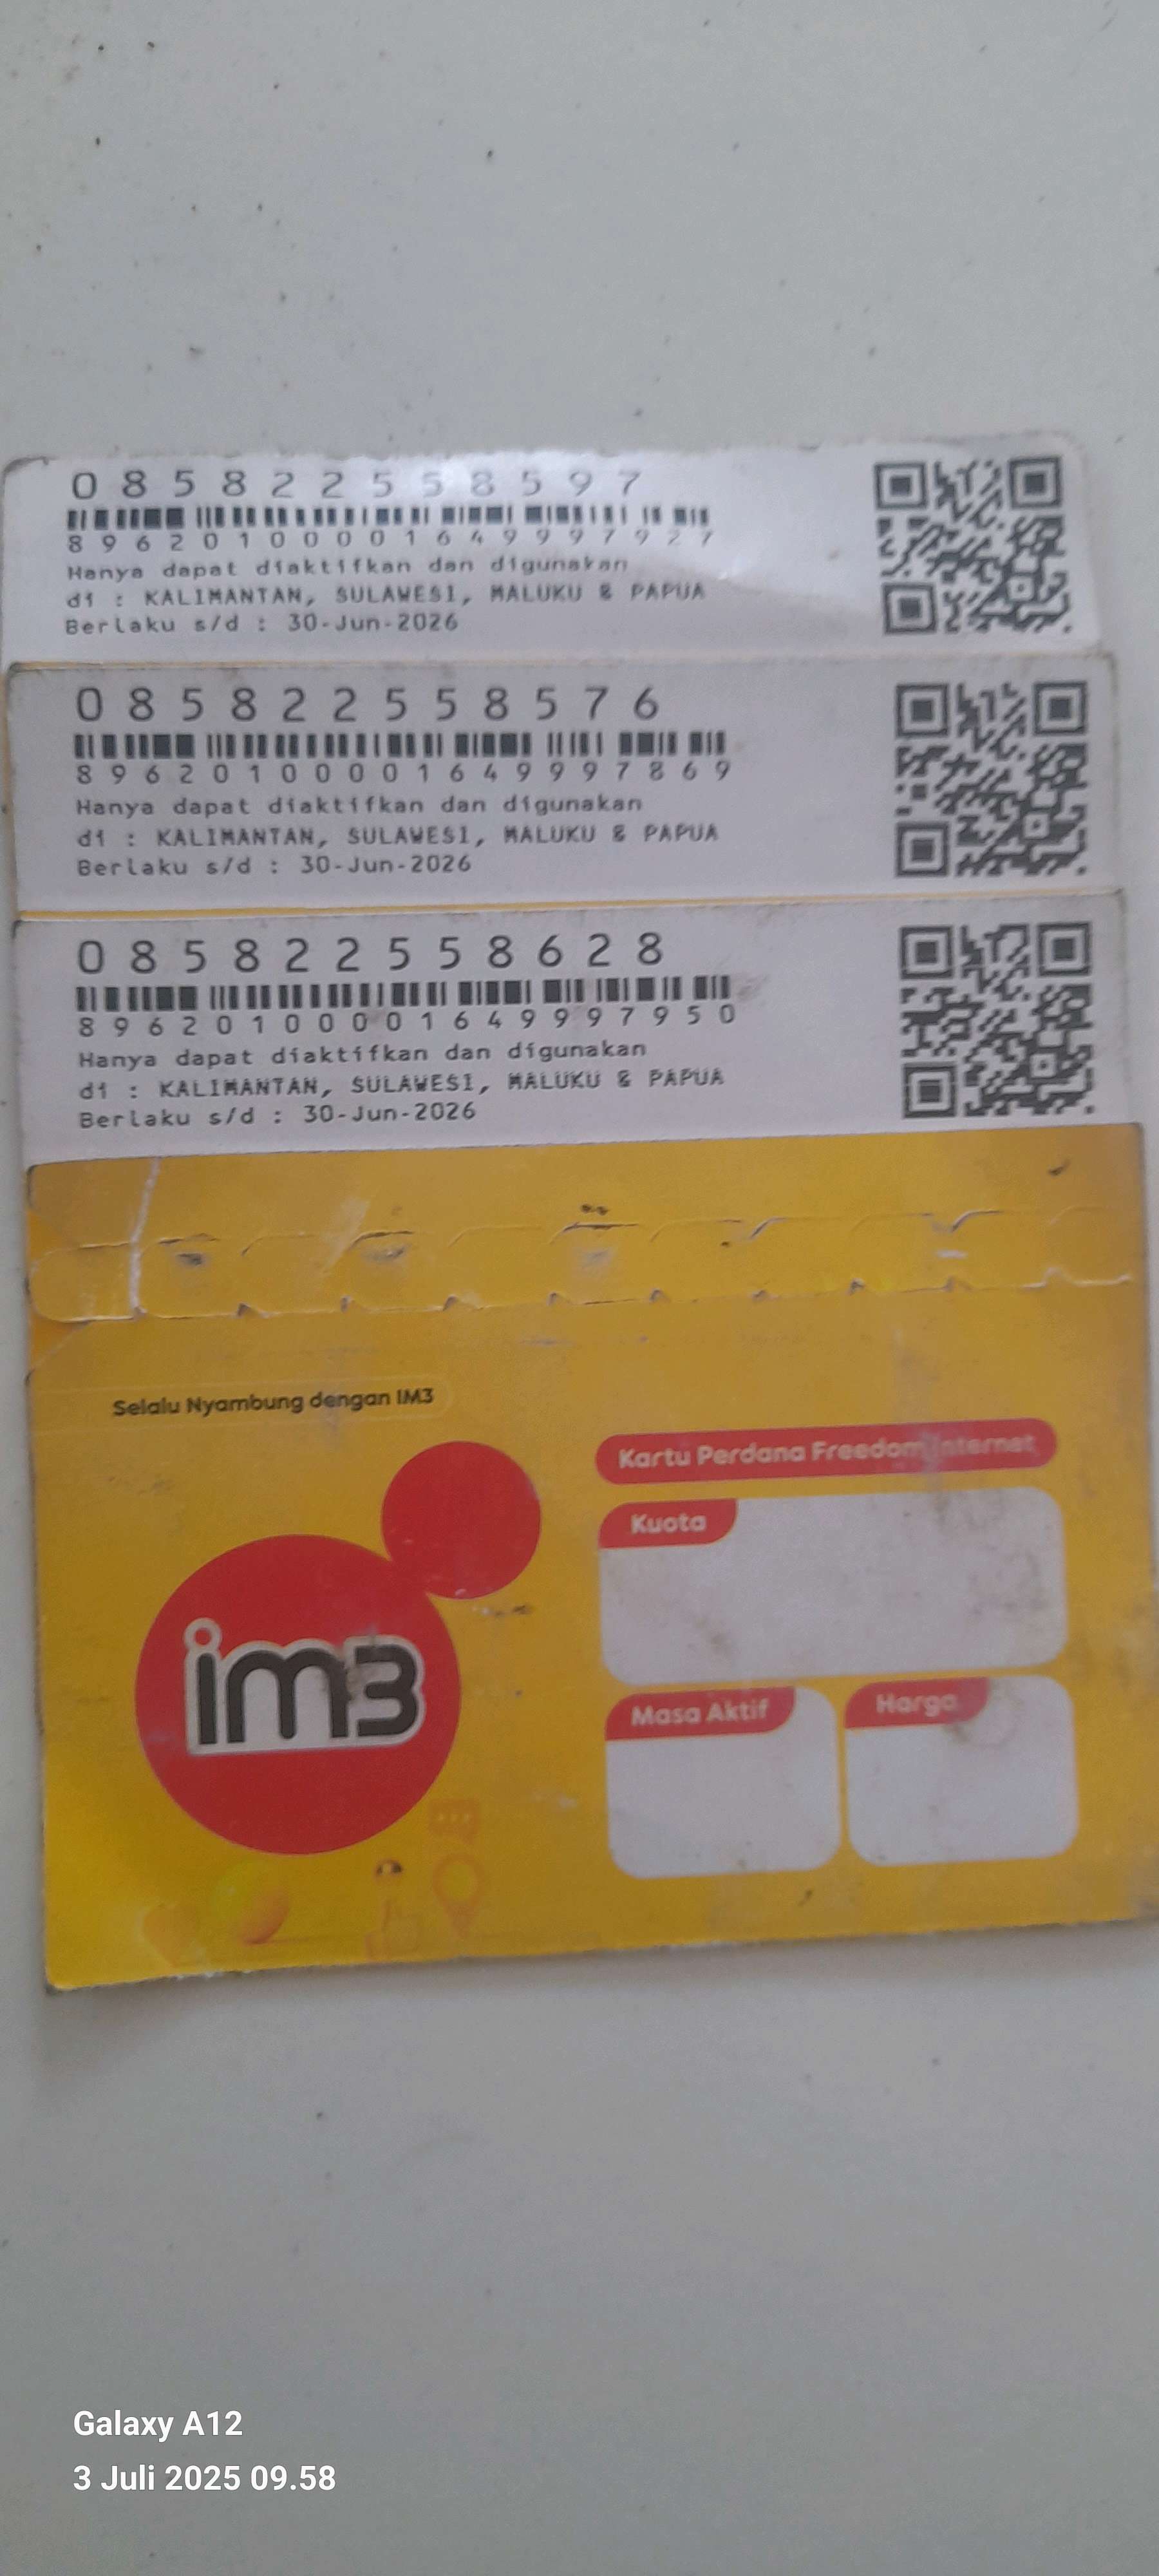 085822558597
89620100001649997927
Hanya dapat diaktifkan dan digunakan
di : KALIMANTAN, SULAWESI, MALUKU & PAPUA
Berlaku s/d : 30-Jun-2026
085822558576
89620100001649997869
Hanya dapat diaktifkan dan digunakan
di : KALIMANTAN, SULAWESI, MALUKU & PAPUA
Berlaku s/d : 30-Jun-2026
085822558628
89620100001649997950
Hanya dapat diaktifkan dan digunakan
di : KALIMANTAN, SULAWESI, MALUKU & PAPUA
Berlaku s/d : 30-Jun-2026
Selalu Nyambung dengan IM3
Kartu Perdana Freedom Internet
Kuota
im3
Masa Aktif
Harga
Galaxy A12
3 Juli 2025 09.58